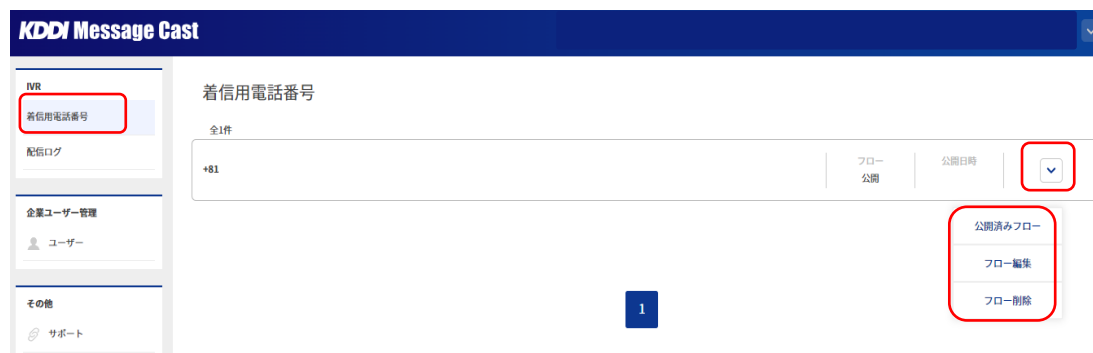 KDDI Message Cast
IVR
着信用電話番号
配信ログ
企業ユーザー管理
ユーザー
その他
サポート
着信用電話番号
全1件
+81
フロー
公開
公開日時
公開済みフロー
フロー編集
フロー削除
1